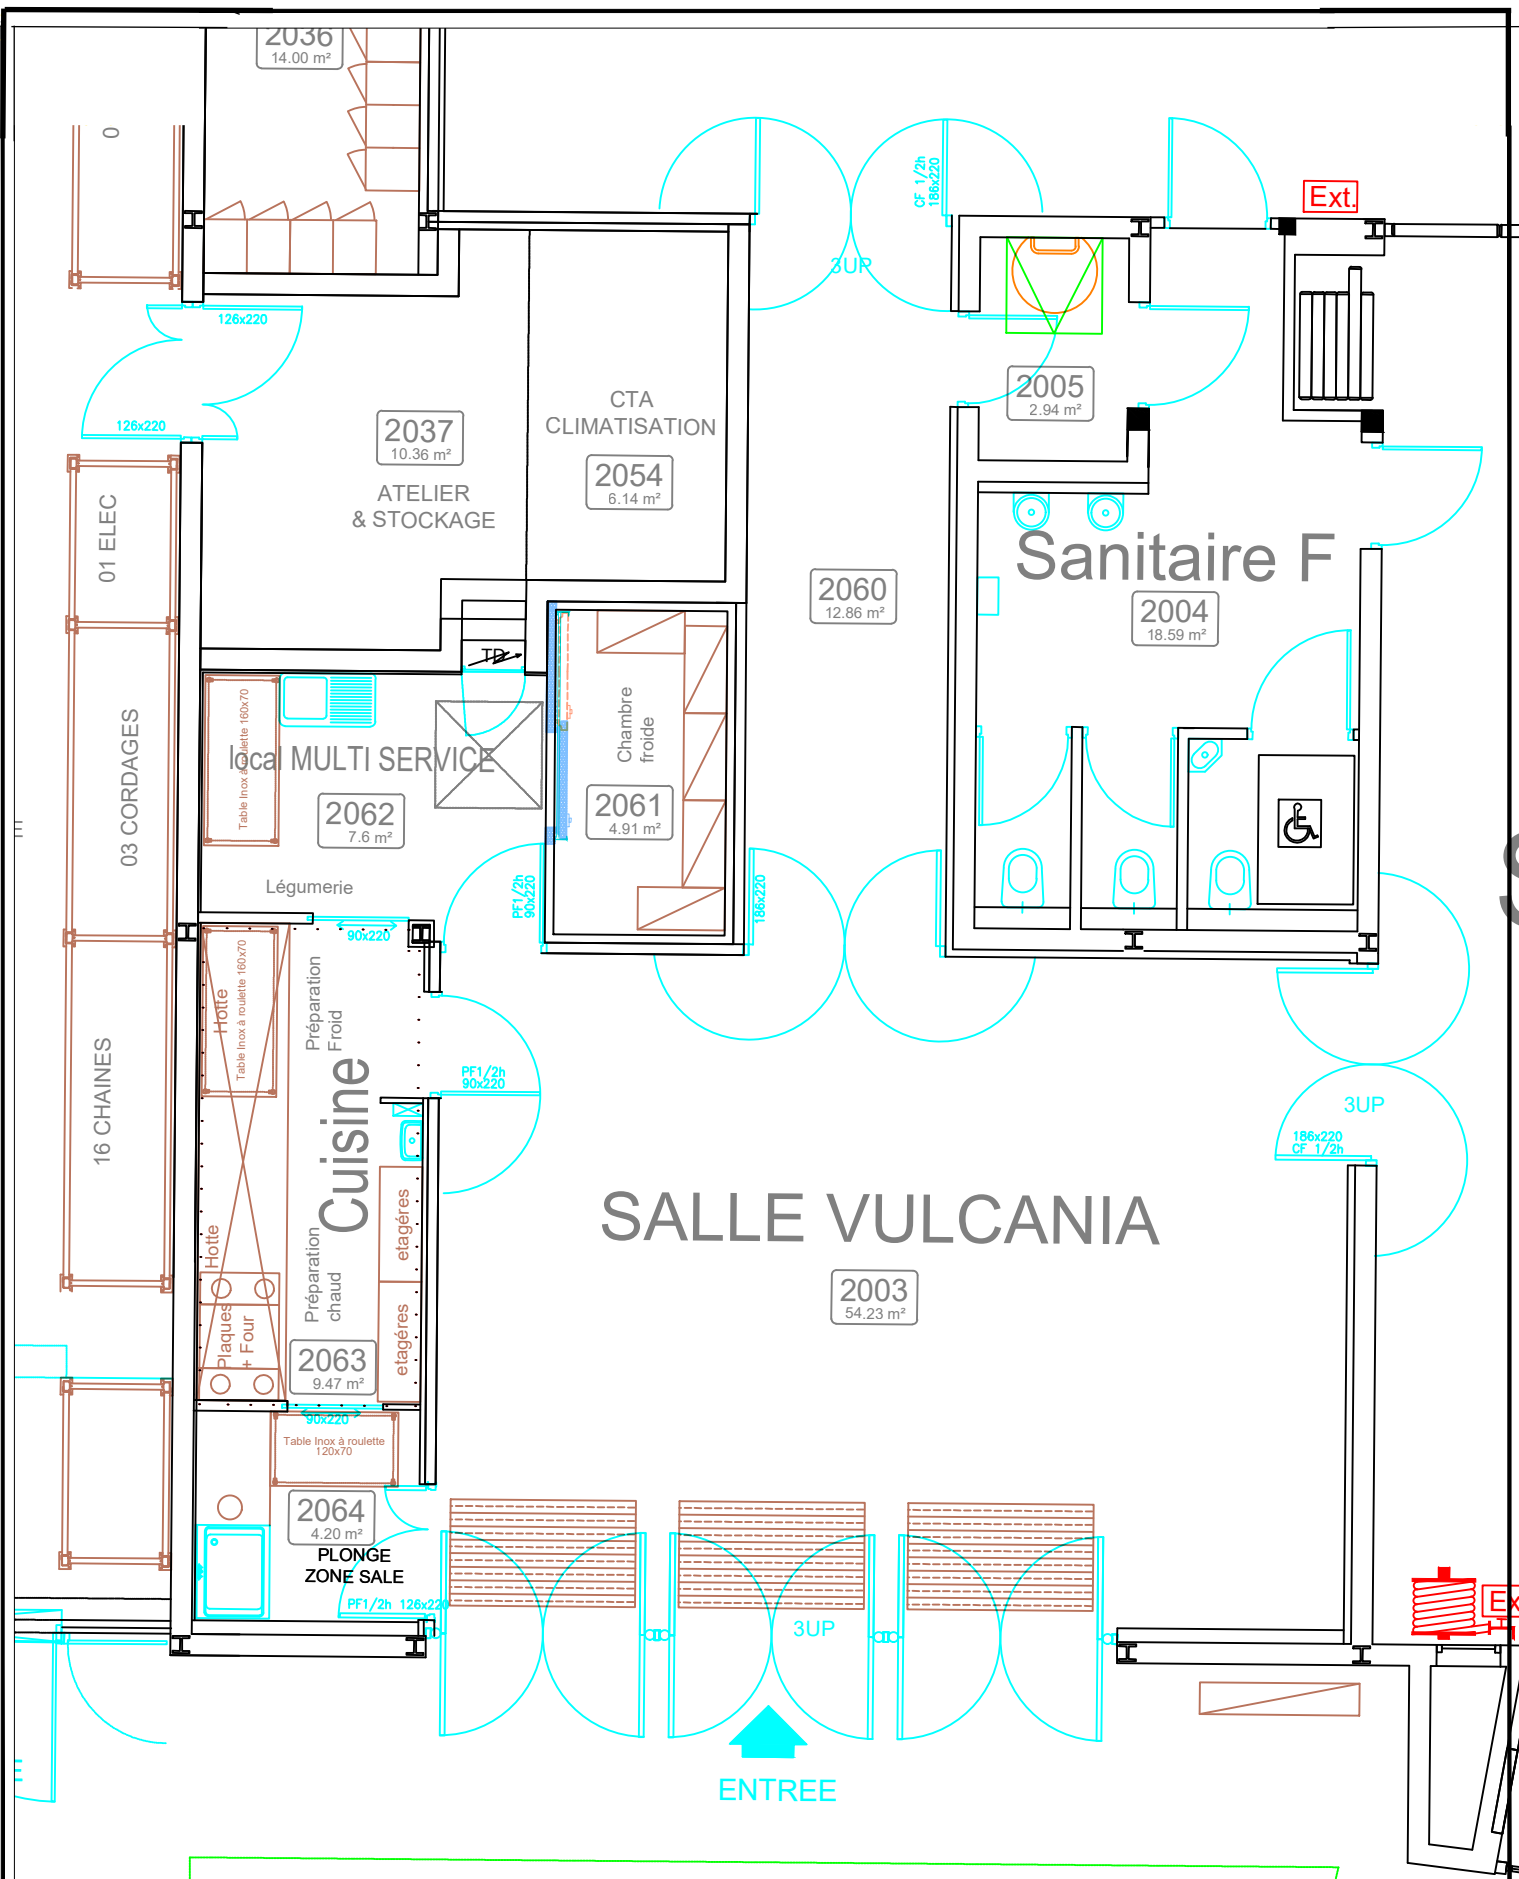 2036
14.00 m²
0
Ext.
CF 1/2h
186x220
3UP
126x220
126x220
2005
2.94 m²
CTA
CLIMATISATION
2037
10.36 m²
2054
6.14 m²
ATELIER
& STOCKAGE
01 ELEC
Sanitaire F
2060
12.86 m²
2004
18.59 m²
TD
Table Inox à roulette 160x70
local MULTI SERVICE
Chambre
froide
2062
7.6 m²
2061
4.91 m²
03 CORDAGES
Légumerie
PF1/2h
90x220
186x220
90x220
Hotte
Table Inox à roulette 160x70
Préparation
Froid
Cuisine
PF1/2h
90x220
16 CHAINES
3UP
186x220
CF 1/2h
SALLE VULCANIA
etagéres
Hotte
Préparation
chaud
2003
54.23 m²
Plaques
+ Four
etagéres
2063
9.47 m²
90x220
Table Inox à roulette
120x70
2064
4.20 m²
PLONGE
ZONE SALE
PF1/2h 126x220
3UP
ENTREE